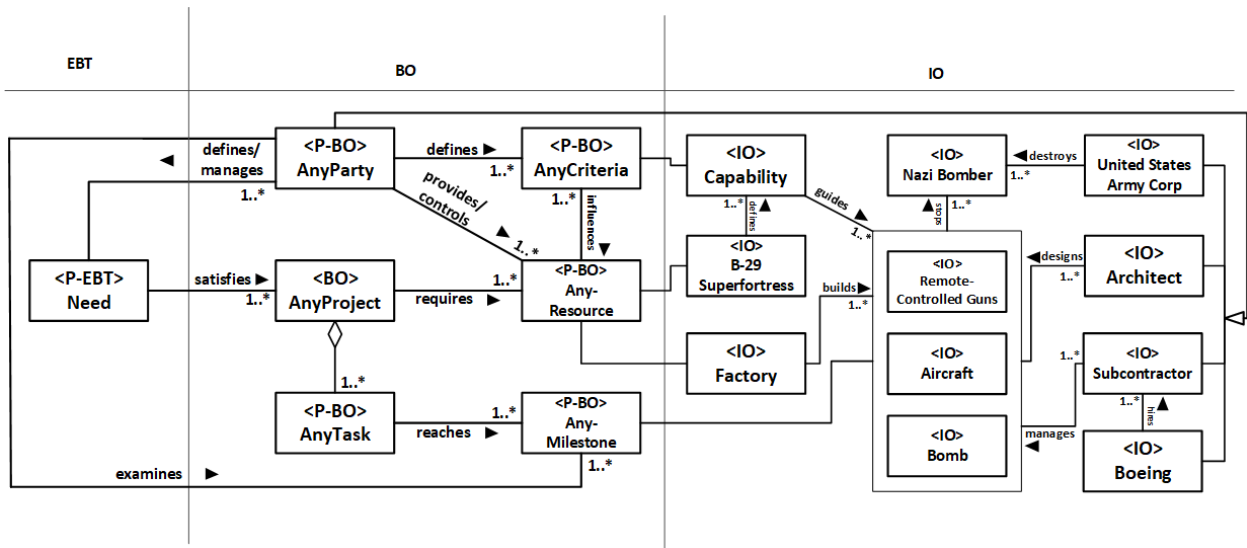 EBT
BO
IO
<P-BO>
AnyParty
defines/
manages
1..*
defines
1..*
<P-BO>
AnyCriteria
1..*
provides/
controls
1..*
influences
<IO>
Capability
1..*
defines
guides
1..*
<IO>
Nazi Bomber
1..*
stops
destroys
1..*
<IO>
United States
Army Corp
<P-EBT>
Need
satisfies
1..*
<BO>
AnyProject
requires
1..*
<P-BO>
Any-
Resource
<IO>
B-29
Superfortress
<IO>
Factory
builds
1..*
<IO>
Remote-
Controlled Guns
<IO>
Aircraft
<IO>
Bomb
designs
1..*
<IO>
Architect
1..*
<IO>
Subcontractor
1..*
hires
manages
<IO>
Boeing
1..*
<P-BO>
AnyTask
reaches
1..*
<P-BO>
Any-
Milestone
1..*
examines